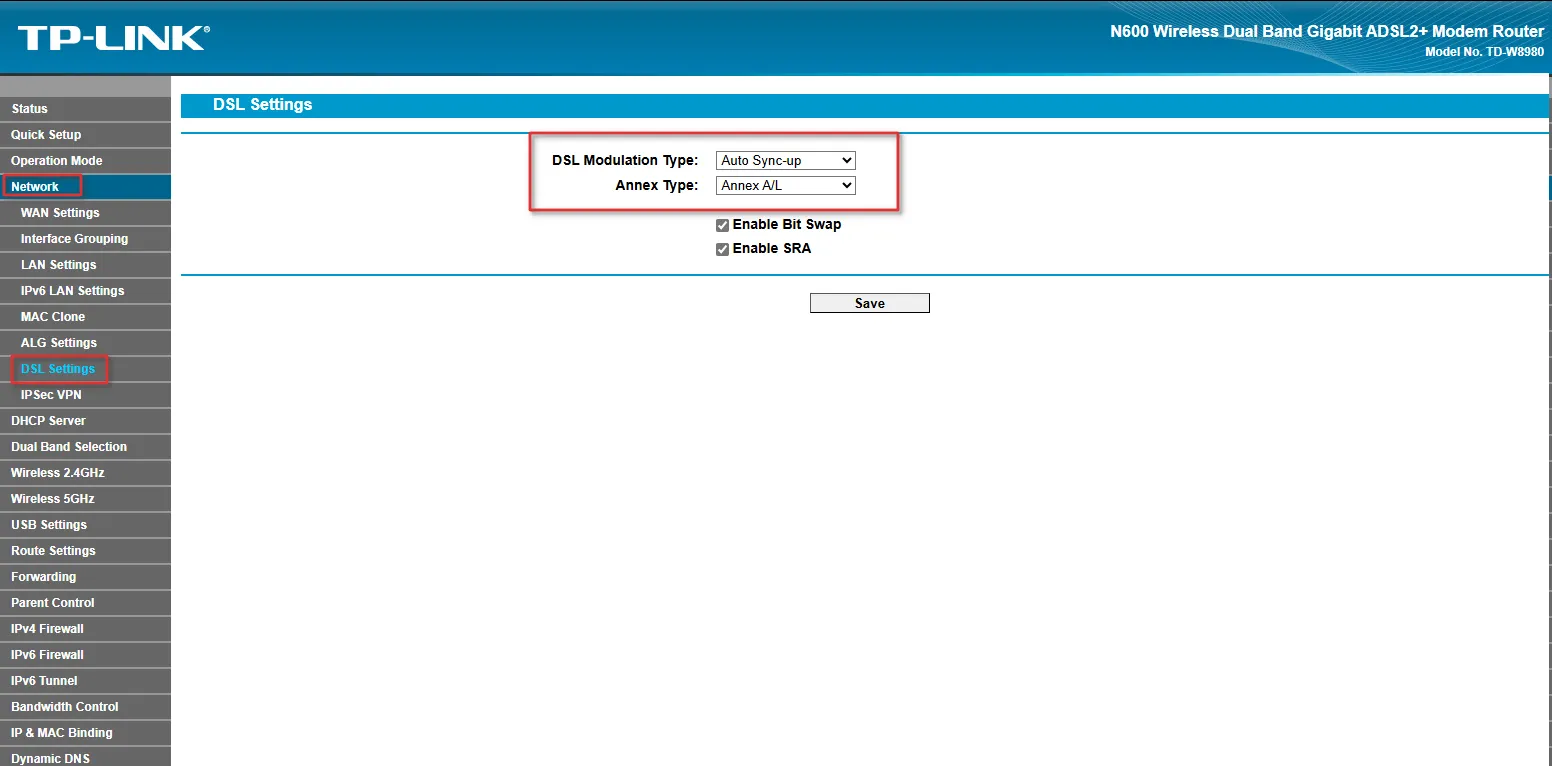 TP-LINK®
N600 Wireless Dual Band Gigabit ADSL2+ Modem Router
Model No. TD-W8980
Status
Quick Setup
Operation Mode
Network
WAN Settings
Interface Grouping
LAN Settings
IPv6 LAN Settings
MAC Clone
ALG Settings
DSL Settings
IPSec VPN
DHCP Server
Dual Band Selection
Wireless 2.4GHz
Wireless 5GHz
USB Settings
Route Settings
Forwarding
Parent Control
IPv4 Firewall
IPv6 Firewall
IPv6 Tunnel
Bandwidth Control
IP & MAC Binding
Dynamic DNS
DSL Settings
DSL Modulation Type: Auto Sync-up
Annex Type: Annex A/L
Enable Bit Swap
Enable SRA
Save